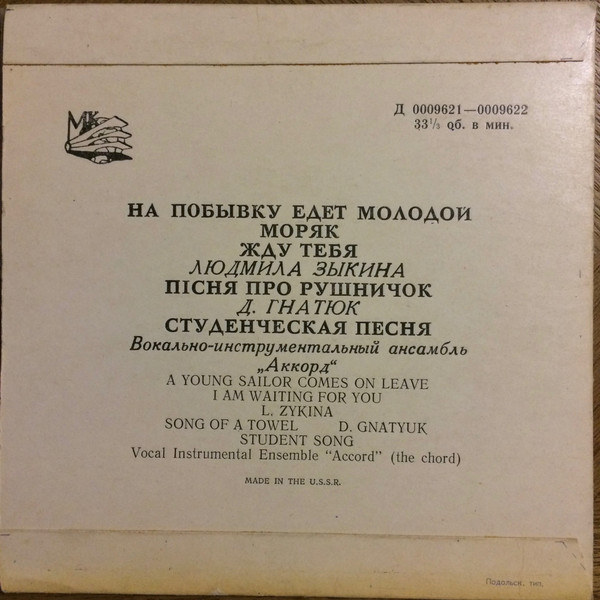 МК
Д 0009621—0009622
33⅓ об. в мин.
НА ПОБЫВКУ ЕДЕТ МОЛОДОЙ
МОРЯК
ЖДУ ТЕБЯ
ЛЮДМИЛА ЗЫКИНА
ПІСНЯ ПРО РУШНИЧОК
Д. ГНАТЮК
СТУДЕНЧЕСКАЯ ПЕСНЯ
Вокально-инструментальный ансамбль
„Аккорд“
A YOUNG SAILOR COMES ON LEAVE
I AM WAITING FOR YOU
L. ZYKINA
SONG OF A TOWEL D. GNATYUK
STUDENT SONG
Vocal Instrumental Ensemble "Accord" (the chord)
MADE IN THE U.S.S.R.
Подольск. тип.